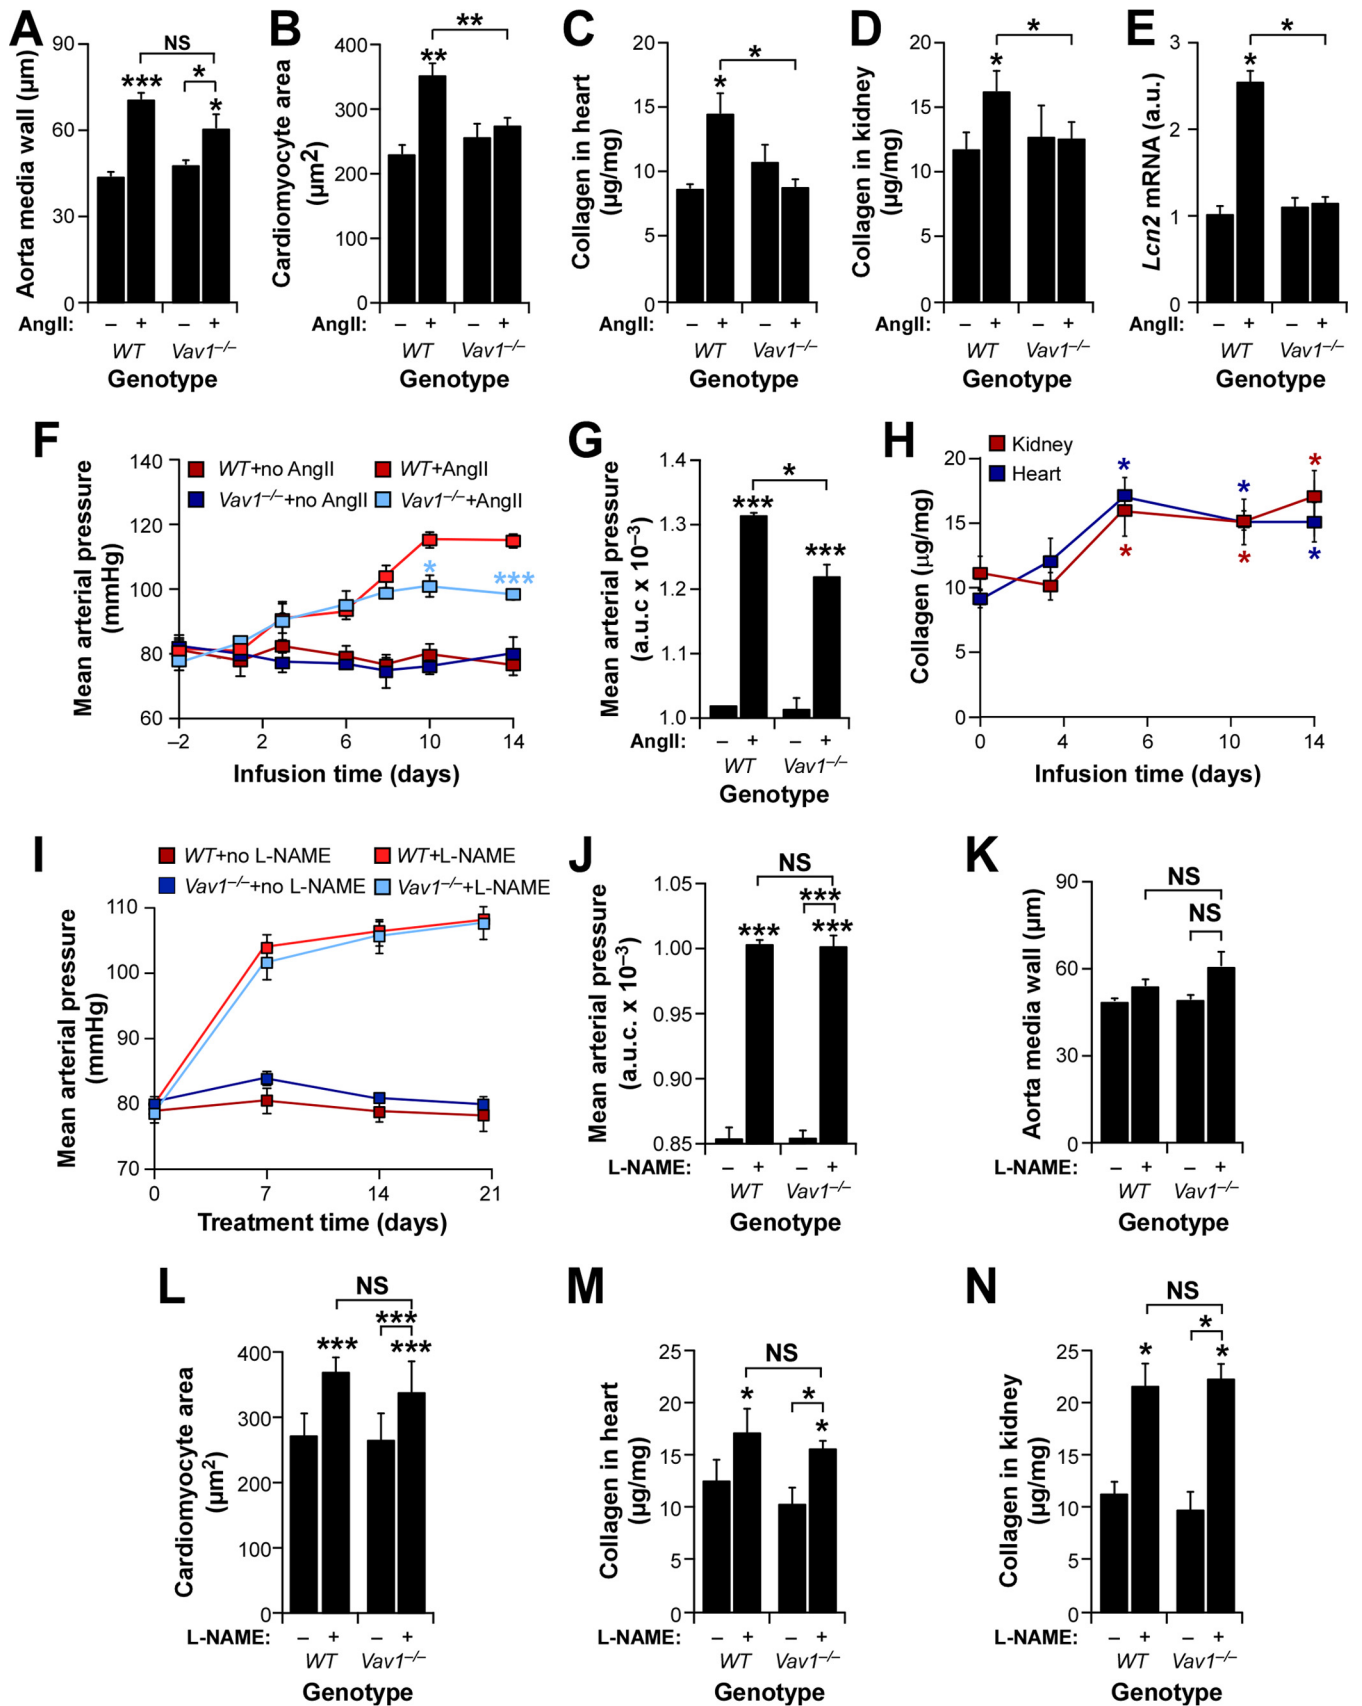 A
Aorta media wall (µm)
90
60
30
0
NS
***
*
*
AngII: – + – +
WT Vav1–/–
Genotype
B
Cardiomyocyte area
(µm2)
400
300
200
100
0
**
**
AngII: – + – +
WT Vav1–/–
Genotype
C
Collagen in heart
(µg/mg)
20
15
10
5
0
*
*
AngII: – + – +
WT Vav1–/–
Genotype
D
Collagen in kidney
(µg/mg)
20
15
10
5
0
*
*
AngII: – + – +
WT Vav1–/–
Genotype
E
Lcn2 mRNA (a.u.)
3
2
1
0
*
*
AngII: – + – +
WT Vav1–/–
Genotype
F
Mean arterial pressure
(mmHg)
WT+no AngII WT+AngII
Vav1–/–+no AngII Vav1–/–+AngII
140
120
100
80
60
*
***
–2 2 6 10 14
Infusion time (days)
G
Mean arterial pressure
(a.u.c x 10–3)
1.4
1.3
1.2
1.1
1.0
*
***
***
AngII: – + – +
WT Vav1–/–
Genotype
H
Collagen (µg/mg)
Kidney
Heart
20
15
10
5
0
* * *
* * *
0 4 6 10 14
Infusion time (days)
I
Mean arterial pressure
(mmHg)
WT+no L-NAME WT+L-NAME
Vav1–/–+no L-NAME Vav1–/–+L-NAME
110
100
90
80
70
0 7 14 21
Treatment time (days)
J
Mean arterial pressure
(a.u.c. x 10–3)
1.05
1.00
0.95
0.90
0.85
NS
***
*** ***
L-NAME: – + – +
WT Vav1–/–
Genotype
K
Aorta media wall (µm)
90
60
30
0
NS
NS
L-NAME: – + – +
WT Vav1–/–
Genotype
L
Cardiomyocyte area
(µm2)
400
300
200
100
0
NS
***
*** ***
L-NAME: – + – +
WT Vav1–/–
Genotype
M
Collagen in heart
(µg/mg)
25
20
15
10
5
0
NS
* *
*
L-NAME: – + – +
WT Vav1–/–
Genotype
N
Collagen in kidney
(µg/mg)
25
20
15
10
5
0
NS
*
* *
L-NAME: – + – +
WT Vav1–/–
Genotype